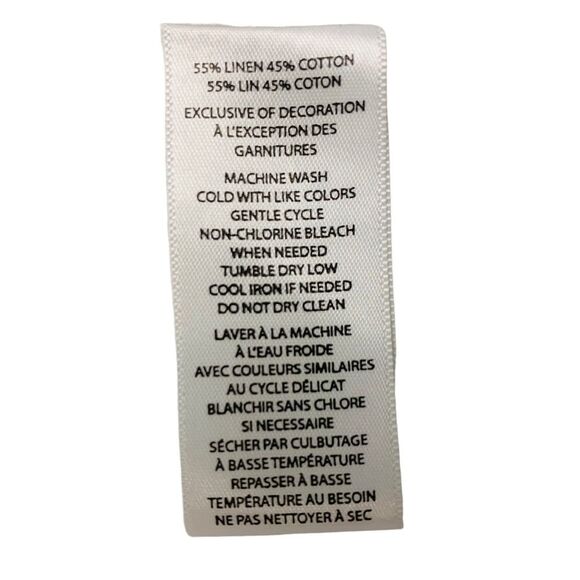 55% LINEN 45% COTTON
55% LIN 45% COTON
EXCLUSIVE OF DECORATION
À L'EXCEPTION DES
GARNITURES
MACHINE WASH
COLD WITH LIKE COLORS
GENTLE CYCLE
NON-CHLORINE BLEACH
WHEN NEEDED
TUMBLE DRY LOW
COOL IRON IF NEEDED
DO NOT DRY CLEAN
LAVER À LA MACHINE
À L'EAU FROIDE
AVEC COULEURS SIMILAIRES
AU CYCLE DÉLICAT
BLANCHIR SANS CHLORE
SI NECESSAIRE
SÉCHER PAR CULBUTAGE
À BASSE TEMPÉRATURE
REPASSER À BASSE
TEMPÉRATURE AU BESOIN
NE PAS NETTOYER À SEC